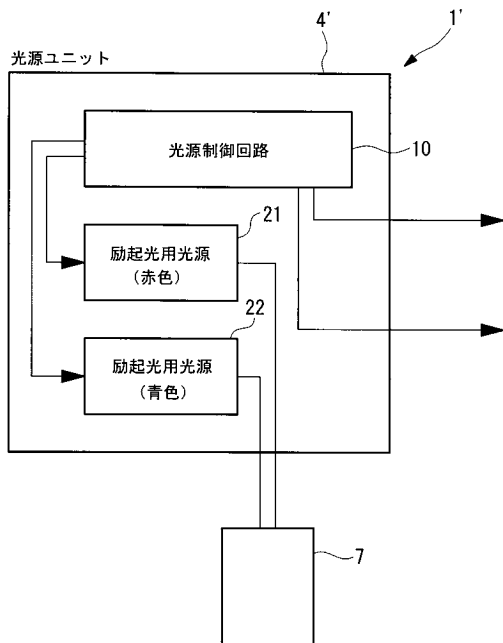 4'
1'
光源ユニット
光源制御回路
10
21
励起光用光源
(赤色)
22
励起光用光源
(青色)
7